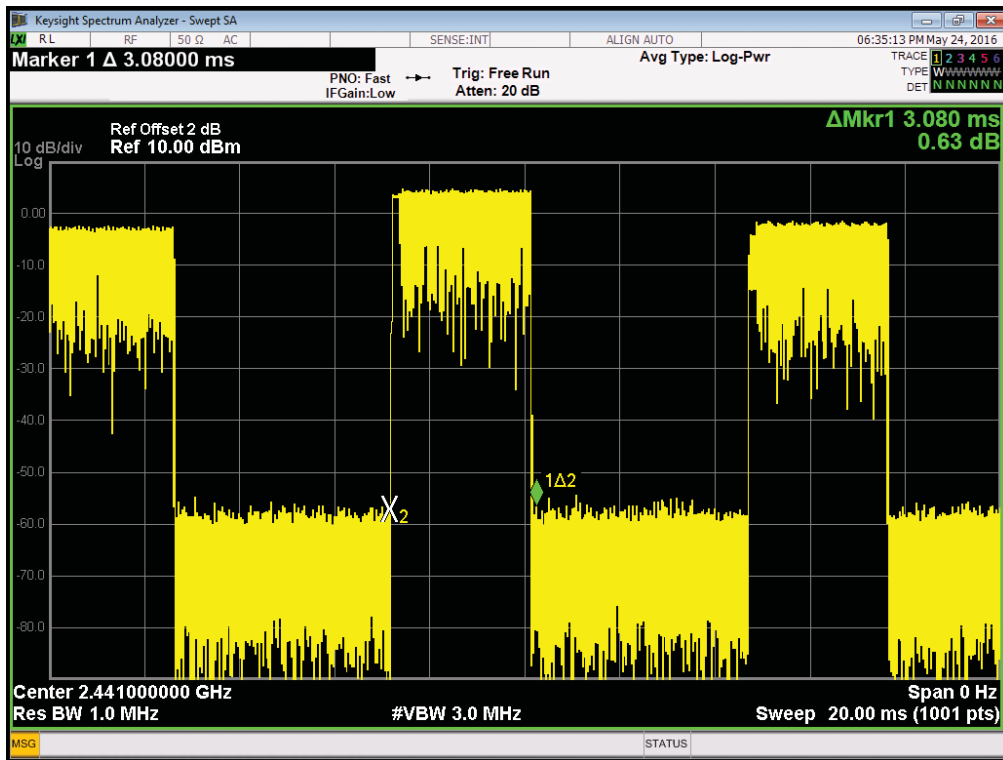 Keysight Spectrum Analyzer - Swept SA
LXI RL RF 50 Ω AC SENSE:INT ALIGN AUTO 06:35:13 PM May 24, 2016
Marker 1 Δ 3.08000 ms
PNO: Fast
IFGain:Low
Trig: Free Run
Atten: 20 dB
Avg Type: Log-Pwr
TRACE 1 2 3 4 5 6
TYPE WWWWWW
DET N N N N N N
ΔMkr1 3.080 ms
0.63 dB
Ref Offset 2 dB
10 dB/div Ref 10.00 dBm
Log
0.00
-10.0
-20.0
-30.0
-40.0
-50.0
1Δ2
X2
-60.0
-70.0
-80.0
Center 2.441000000 GHz Span 0 Hz
Res BW 1.0 MHz #VBW 3.0 MHz Sweep 20.00 ms (1001 pts)
MSG STATUS